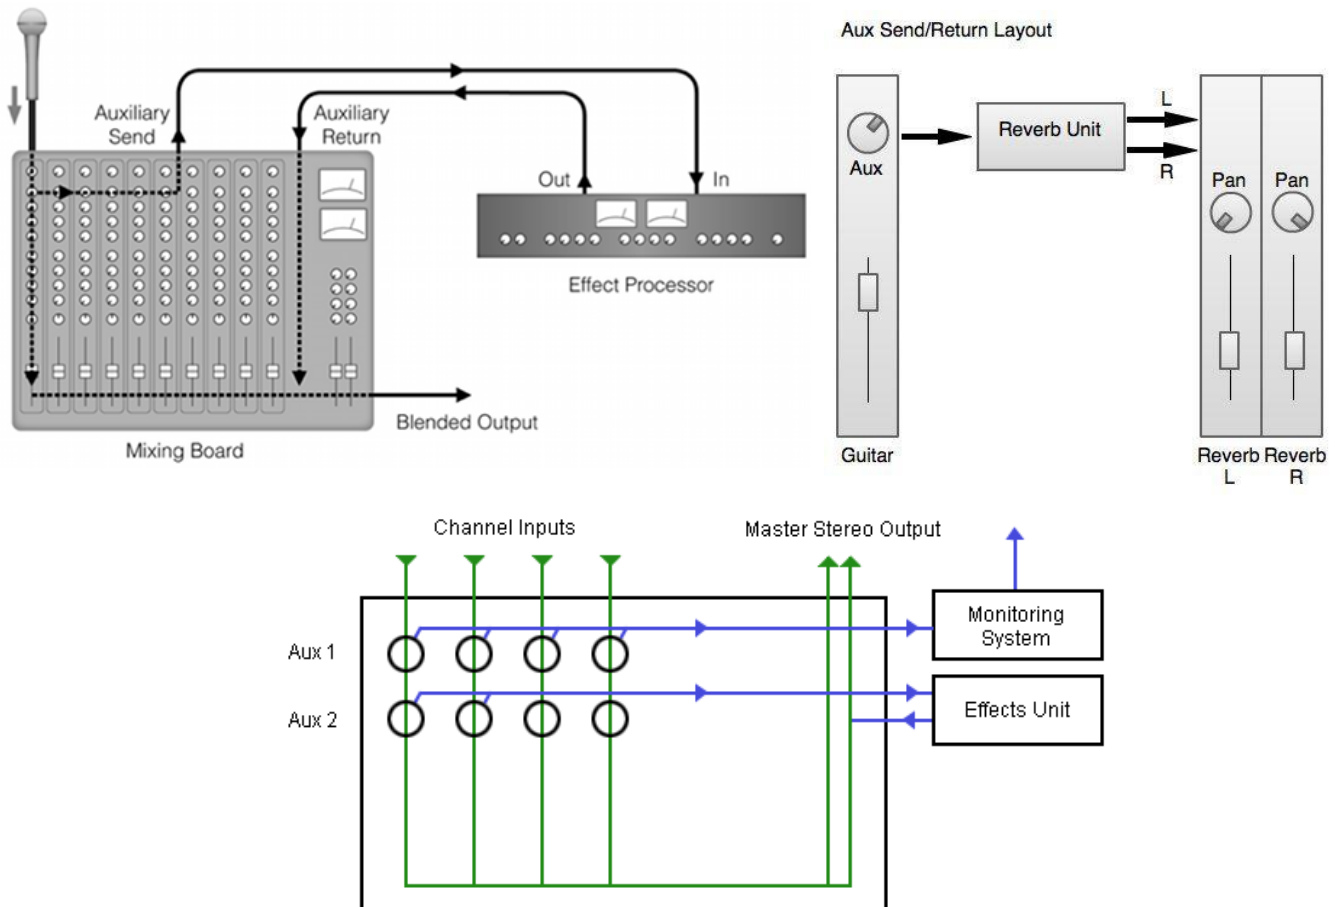 Auxiliary
Send
Auxiliary
Return
Out
In
Effect Processor
Blended Output
Mixing Board
Aux Send/Return Layout
Aux
Reverb Unit
L
R
Pan
Pan
Guitar
Reverb
L
Reverb
R
Channel Inputs
Master Stereo Output
Aux 1
Aux 2
Monitoring
System
Effects Unit